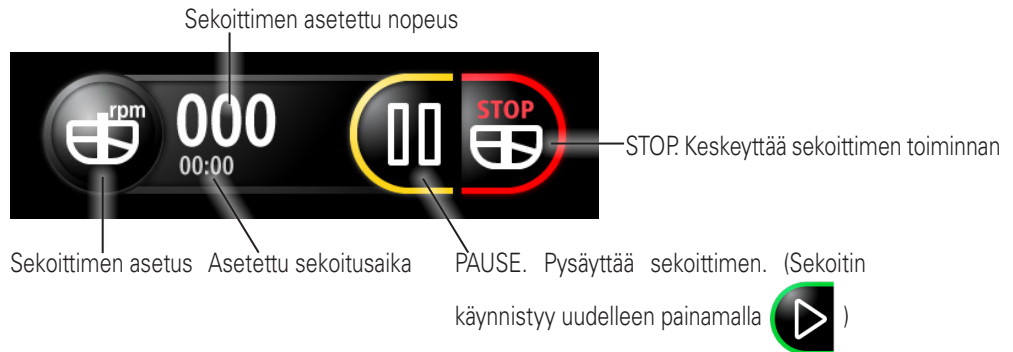 Sekoittimen asetettu nopeus
rpm
000
00:00
STOP
STOP. Keskeyttää sekoittimen toiminnan
Sekoittimen asetus
Asetettu sekoitusaika
PAUSE. Pysäyttää sekoittimen. (Sekoitin
käynnistyy uudelleen painamalla )